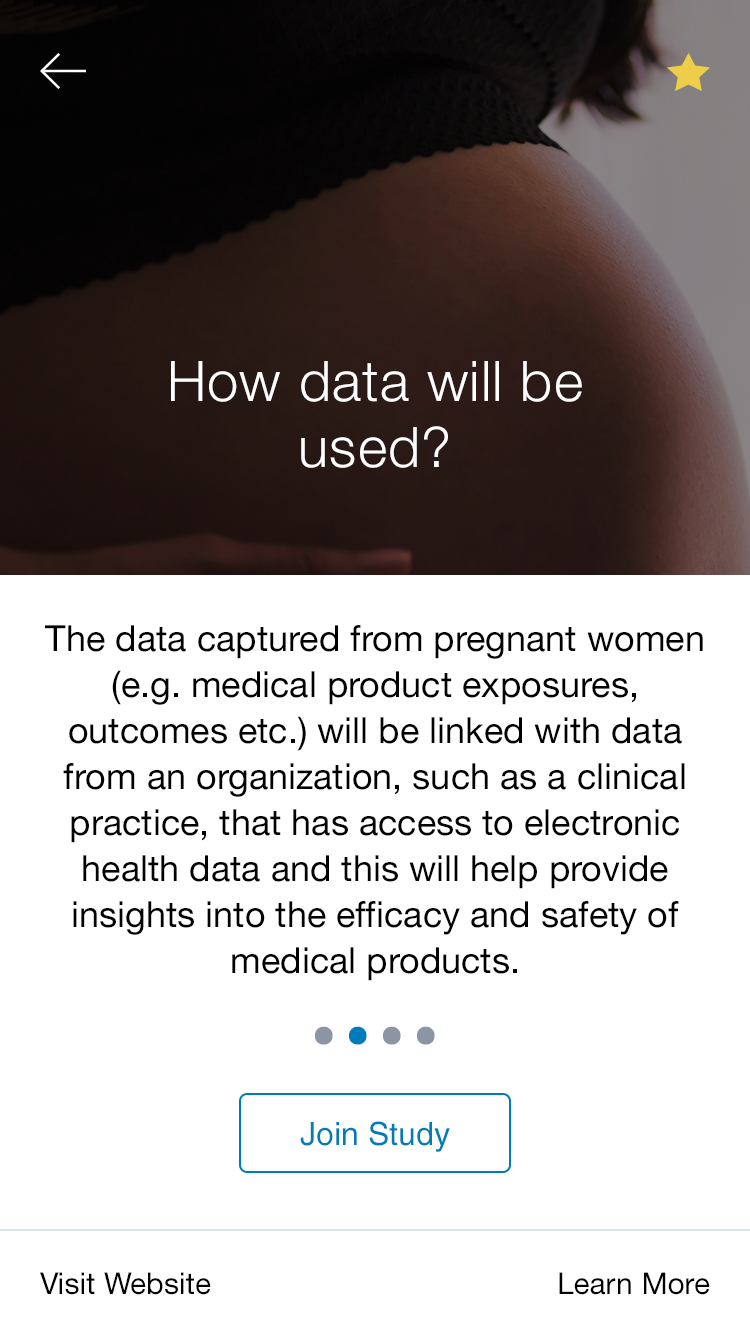 How data will be
used?
The data captured from pregnant women
(e.g. medical product exposures,
outcomes etc.) will be linked with data
from an organization, such as a clinical
practice, that has access to electronic
health data and this will help provide
insights into the efficacy and safety of
medical products.
Join Study
Visit Website
Learn More